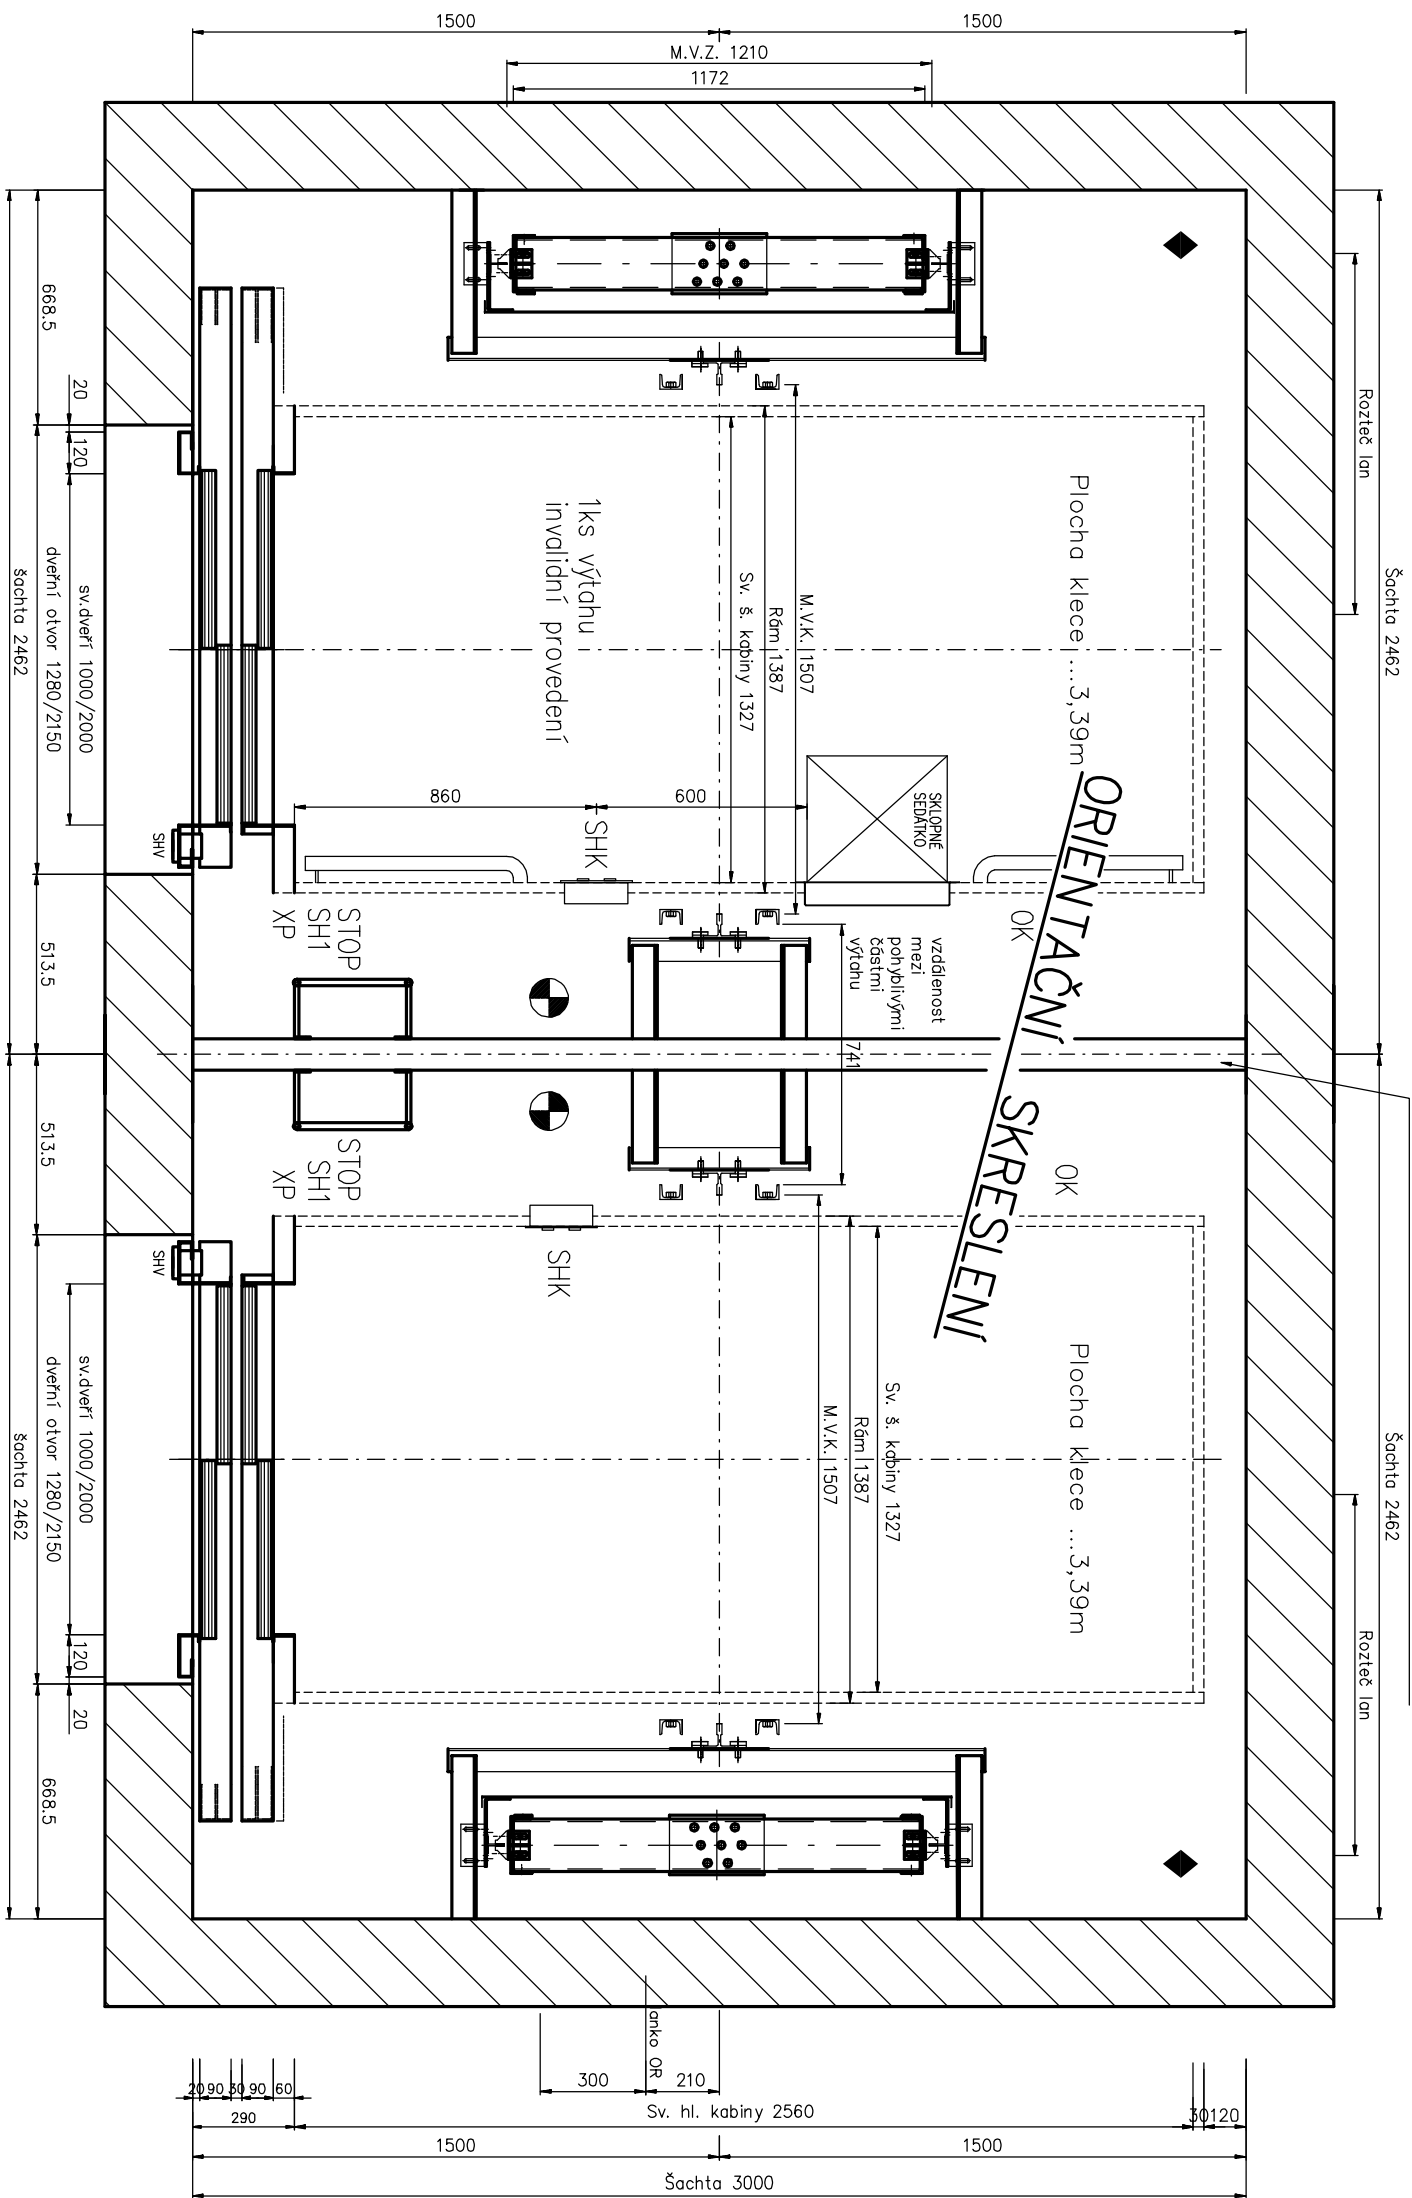 1500
1500
M.V.Z. 1210
1172
Šachta 2462
Šachta 2462
Rozteč lan
Rozteč lan
Plocha klece ...3,39m
Plocha klece ...3,39m
ORIENTAČNÍ SKRESLENÍ
M.V.K. 1507
Rám 1387
Sv. š. kabiny 1327
1ks výtahu
invalidní provedení
SKLOPNÉ
SEDÁTKO
860
600
SHK
OK
vzdálenost
mezi
pohyblivými
částmi
výtahu
741
STOP
SH1
XP
STOP
SH1
XP
OK
SHK
Sv. š. kabiny 1327
Rám 1387
M.V.K. 1507
SHV
SHV
20
120
sv.dveří 1000/2000
sv.dveří 1000/2000
120
20
668.5
dveřní otvor 1280/2150
513.5
513.5
dveřní otvor 1280/2150
668.5
šachta 2462
šachta 2462
lanko OR
300
210
20
90
30
90
60
290
Sv. hl. kabiny 2560
30
120
1500
1500
Šachta 3000